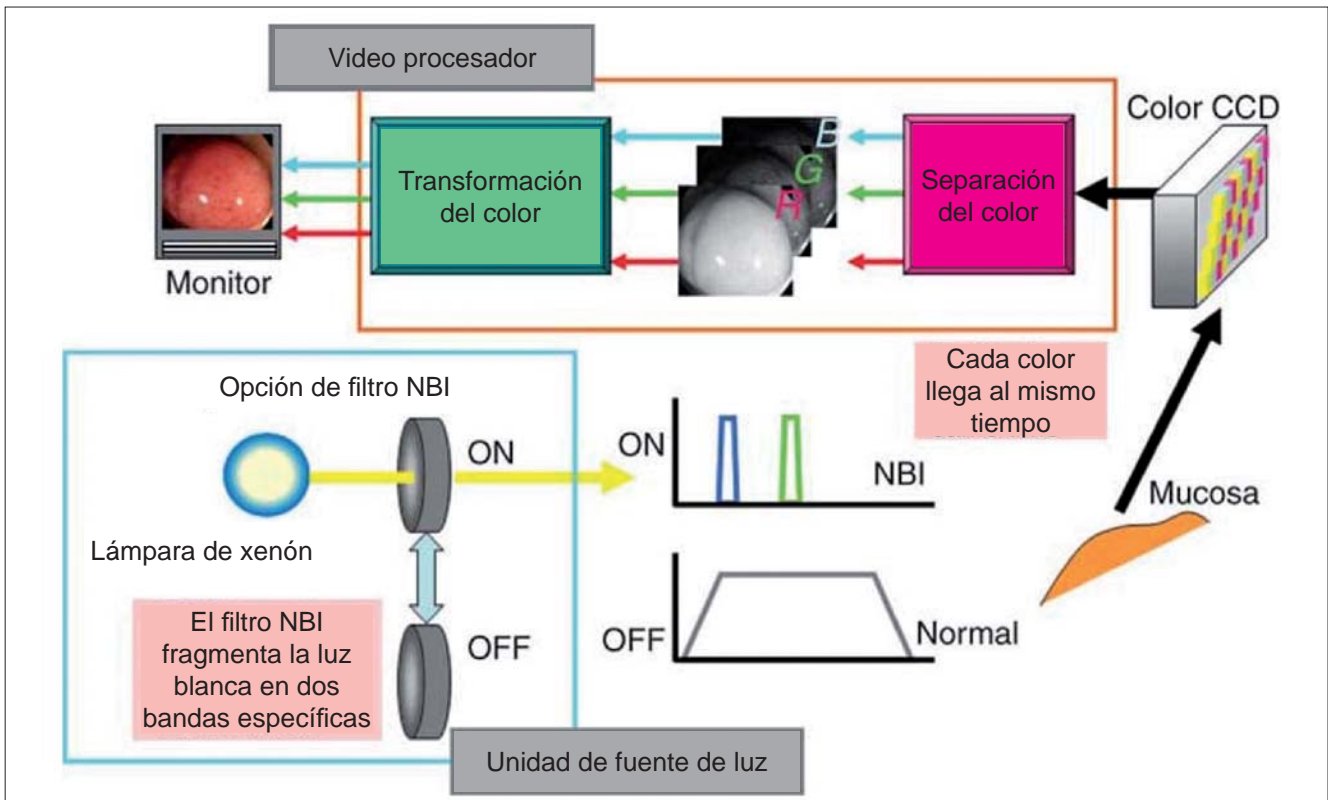 Video procesador
Color CCD
B
G
R
Transformación
del color
Separación
del color
Monitor
Cada color
llega al mismo
tiempo
Opción de filtro NBI
ON
ON
NBI
Mucosa
Lámpara de xenón
El filtro NBI
fragmenta la luz
blanca en dos
bandas específicas
OFF
OFF
Normal
Unidad de fuente de luz